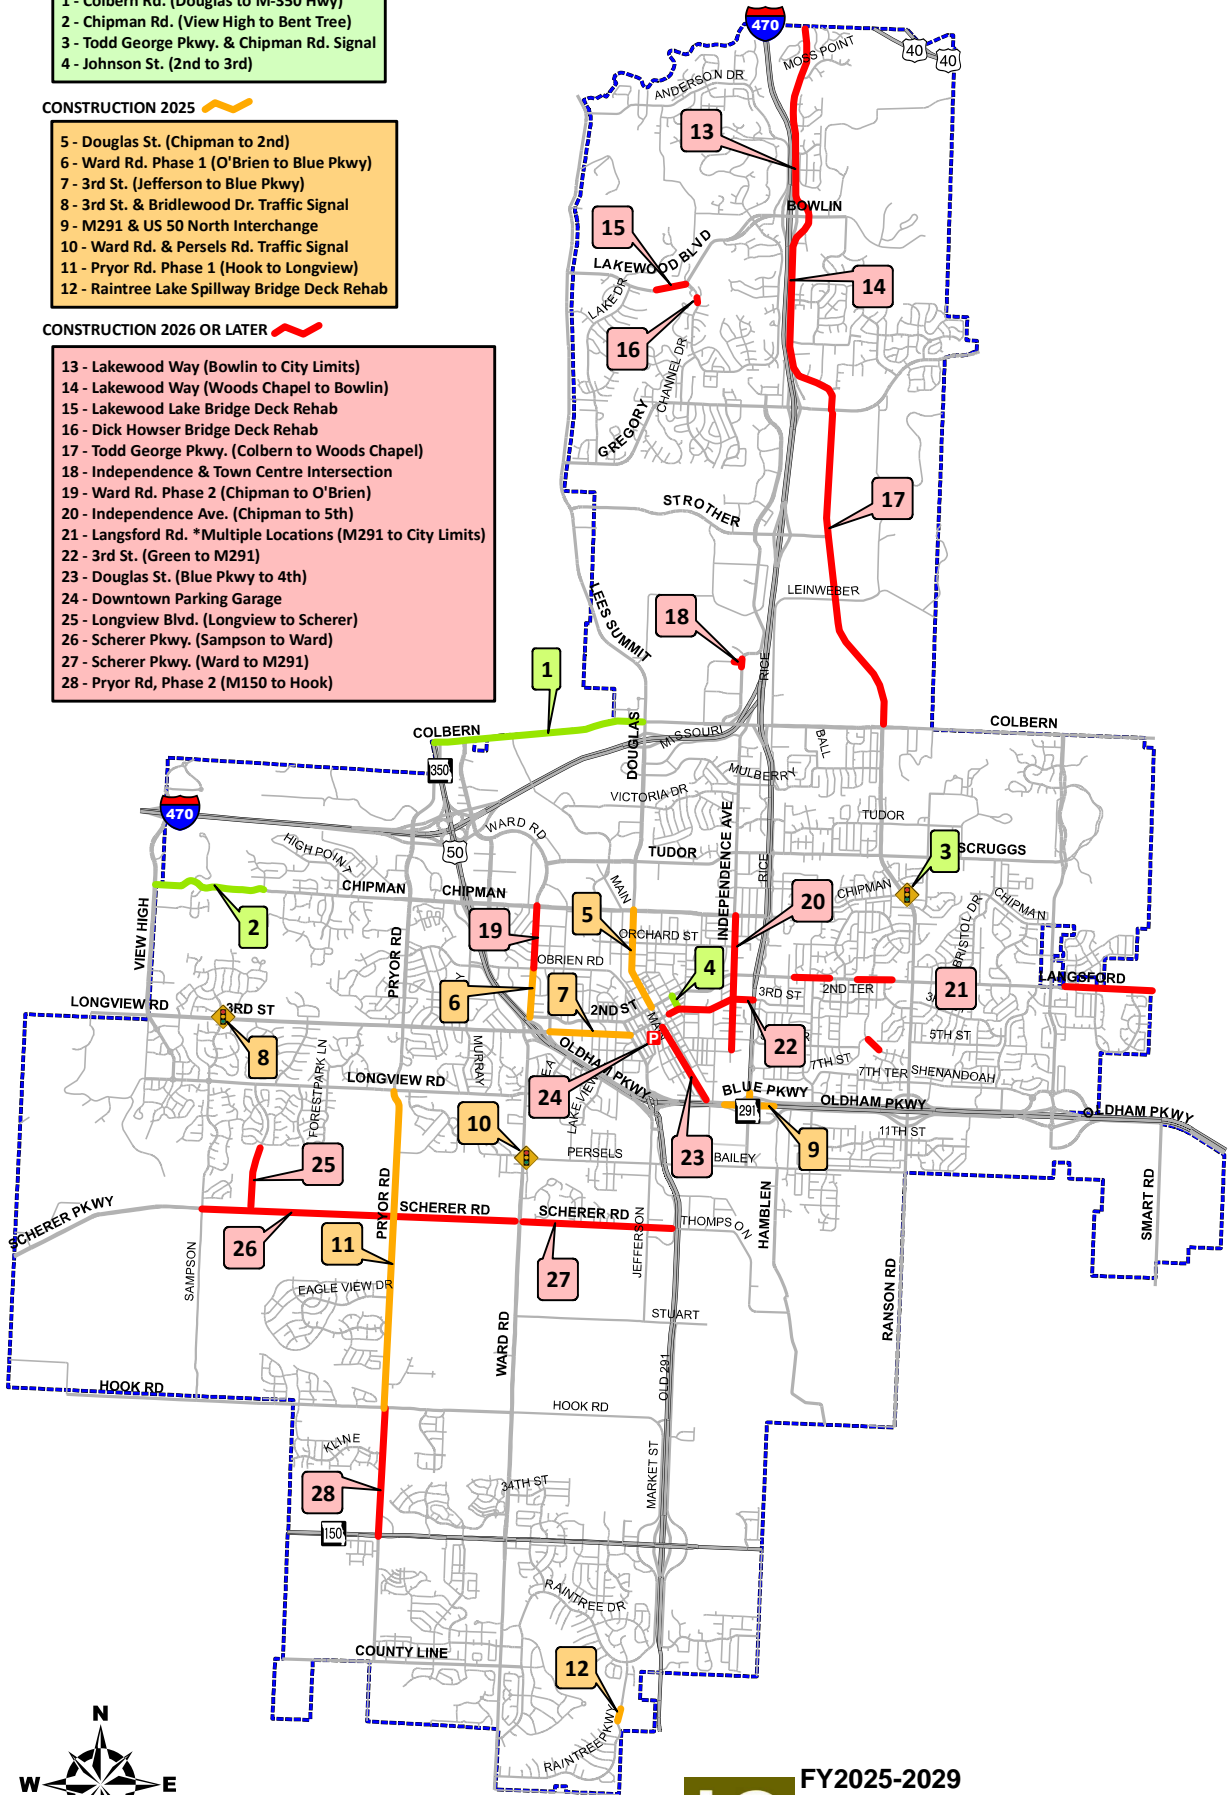 1 - Colbern Rd. (Douglas to M-350 Hwy)
2 - Chipman Rd. (View High to Bent Tree)
3 - Todd George Pkwy. & Chipman Rd. Signal
4 - Johnson St. (2nd to 3rd)
CONSTRUCTION 2025
5 - Douglas St. (Chipman to 2nd)
6 - Ward Rd. Phase 1 (O'Brien to Blue Pkwy)
7 - 3rd St. (Jefferson to Blue Pkwy)
8 - 3rd St. & Bridlewood Dr. Traffic Signal
9 - M291 & US 50 North Interchange
10 - Ward Rd. & Persels Rd. Traffic Signal
11 - Pryor Rd. Phase 1 (Hook to Longview)
12 - Raintree Lake Spillway Bridge Deck Rehab
CONSTRUCTION 2026 OR LATER
13 - Lakewood Way (Bowlin to City Limits)
14 - Lakewood Way (Woods Chapel to Bowlin)
15 - Lakewood Lake Bridge Deck Rehab
16 - Dick Howser Bridge Deck Rehab
17 - Todd George Pkwy. (Colbern to Woods Chapel)
18 - Independence & Town Centre Intersection
19 - Ward Rd. Phase 2 (Chipman to O'Brien)
20 - Independence Ave. (Chipman to 5th)
21 - Langsford Rd. *Multiple Locations (M291 to City Limits)
22 - 3rd St. (Green to M291)
23 - Douglas St. (Blue Pkwy to 4th)
24 - Downtown Parking Garage
25 - Longview Blvd. (Longview to Scherer)
26 - Scherer Pkwy. (Sampson to Ward)
27 - Scherer Pkwy. (Ward to M291)
28 - Pryor Rd, Phase 2 (M150 to Hook)
470
40
40
MOSS POINT
ANDERSON DR
13
BOWLIN
15
LAKEWOOD BLVD
14
LAKE DR
16
CHANNEL DR
GREGORY
17
STROTHER
LEINWEBER
LEES SUMMIT
18
RICE
1
COLBERN
DOUGLAS
MISSOURI
BALL
COLBERN
350
MULBERRY
VICTORIA DR
470
WARD RD
TUDOR
HIGH POINT
50
TUDOR
INDEPENDENCE AVE
RICE
3
SCRUGGS
CHIPMAN
CHIPMAN
MAIN
CHIPMAN
CHIPMAN
2
VIEW HIGH
PRYOR RD
19
5
ORCHARD ST
20
BRISTOL DR
OBRIEN RD
4
LANGSFORD
6
7
2ND ST
MAIN
3RD ST
2ND TER
21
LONGVIEW RD
3RD ST
P
22
5TH ST
8
MURRAY
OLDHAM PKWY
7TH ST
7TH TER
SHENANDOAH
FORESTPARK LN
LONGVIEW RD
24
LAKE VIEW
BLUE PKWY
OLDHAM PKWY
291
OLDHAM PKWY
10
9
11TH ST
PERSELS
23
BAILEY
25
PRYOR RD
SCHERER PKWY
SCHERER RD
SCHERER RD
THOMPSON
HAMBLEN
SMART RD
26
11
27
JEFFERSON
SAMPSON
EAGLE VIEW DR
STUART
RANSON RD
WARD RD
OLD 291
HOOK RD
HOOK RD
KLINE
MARKET ST
28
34TH ST
150
RAINTREE DR
COUNTY LINE
12
RAINTREE PKWY
N
W
E
FY2025-2029